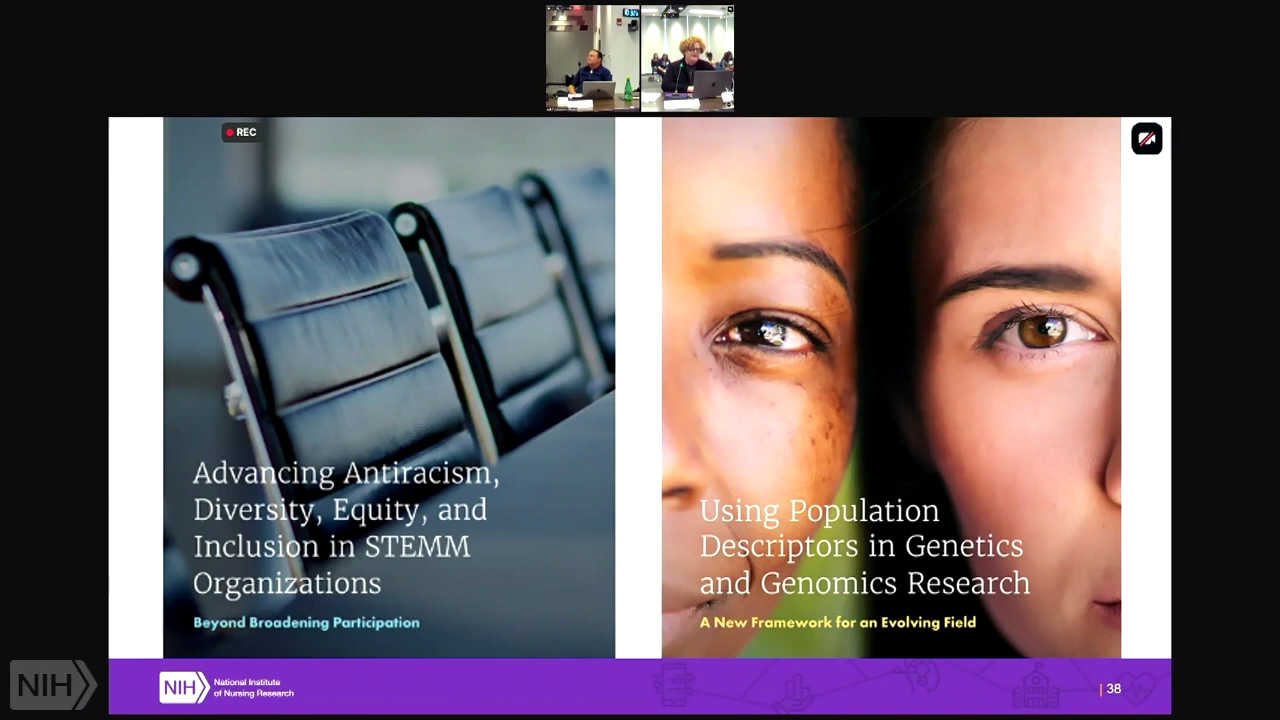 REC
Advancing Antiracism,
Diversity, Equity, and
Inclusion in STEMM
Organizations
Beyond Broadening Participation
Using Population
Descriptors in Genetics
and Genomics Research
A New Framework for an Evolving Field
NIH
National Institute
of Nursing Research
38
NIH